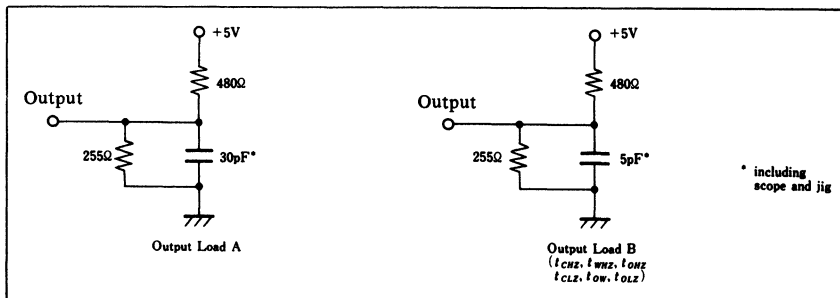 +5V
480Ω
Output
255Ω
30pF*
Output Load A
+5V
480Ω
Output
255Ω
5pF*
Output Load B
(tCHZ, tWHZ, tOHZ
tCLZ, tOW, tOLZ)
* including
scope and jig